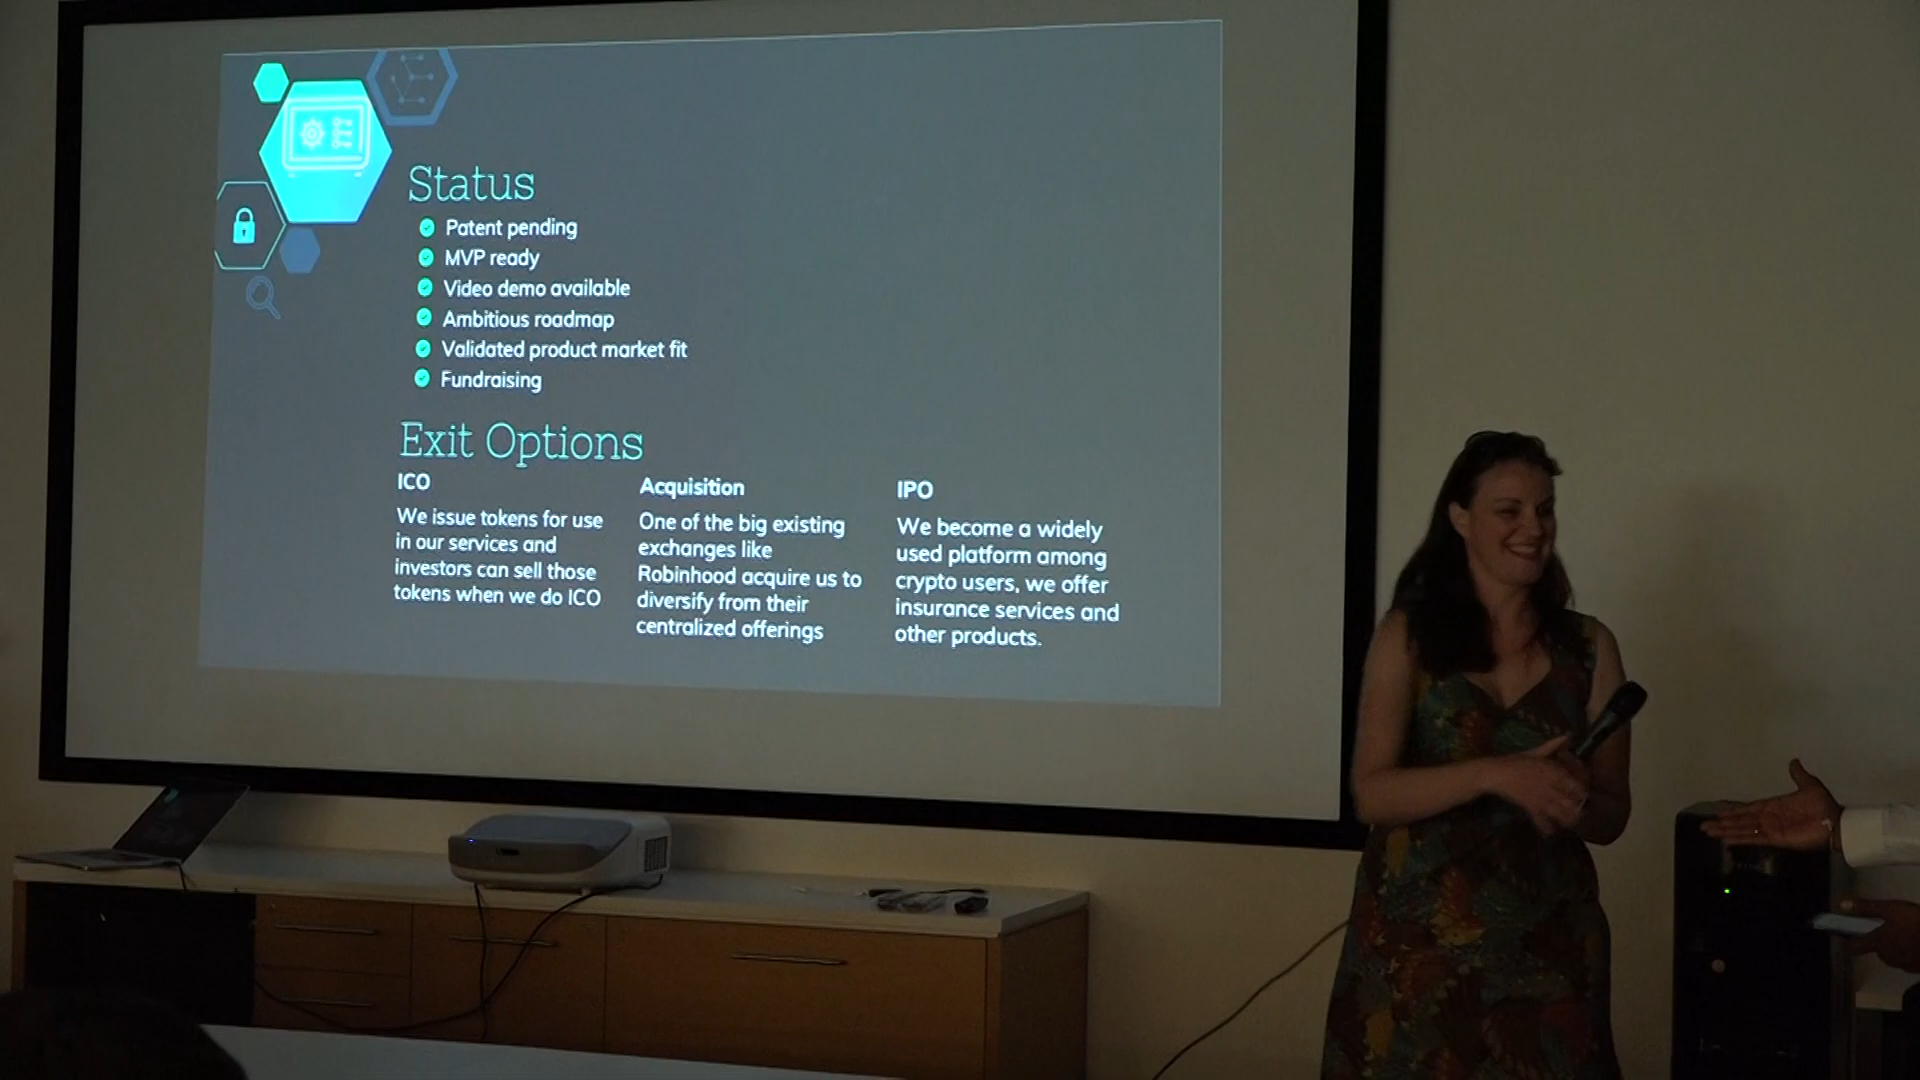 Status
Patent pending
MVP ready
Video demo available
Ambitious roadmap
Validated product market fit
Fundraising
Exit Options
ICO
We issue tokens for use
in our services and
investors can sell those
tokens when we do ICO
Acquisition
One of the big existing
exchanges like
Robinhood acquire us to
diversify from their
centralized offerings
IPO
We become a widely
used platform among
crypto users, we offer
insurance services and
other products.